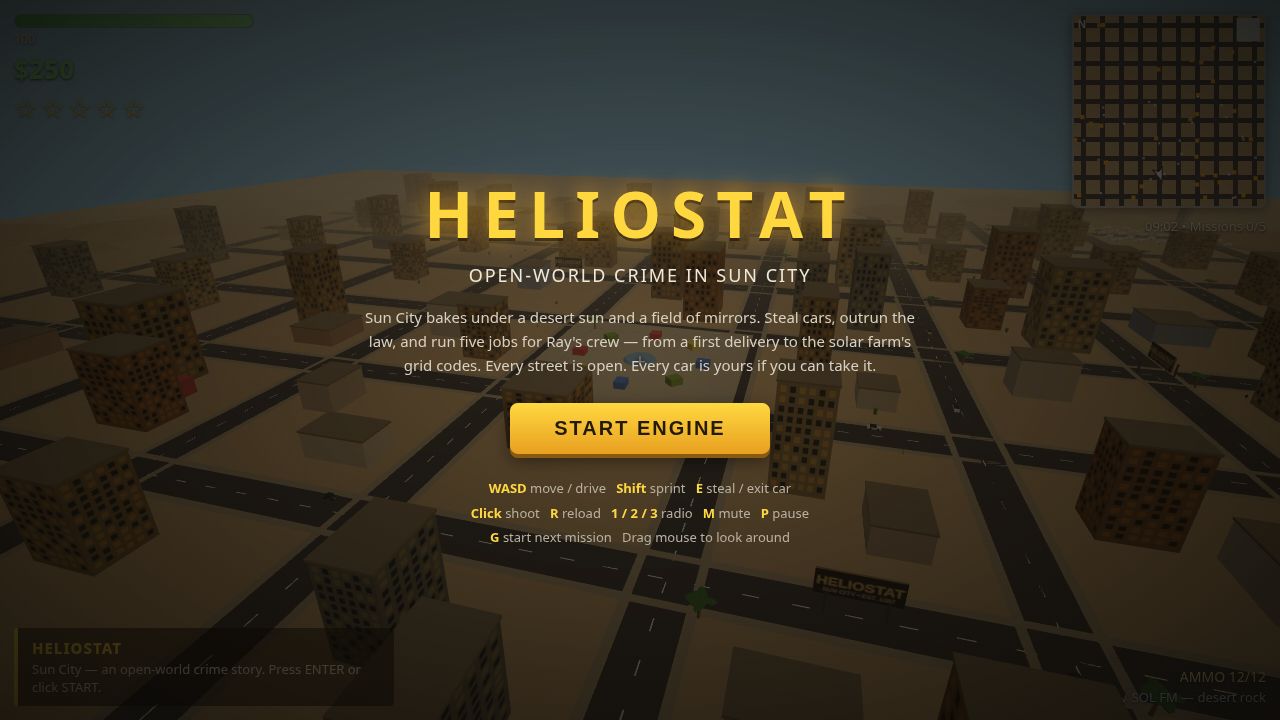 100
$250
N
09:02 • Missions 0/5
HELIOSTAT
OPEN-WORLD CRIME IN SUN CITY
Sun City bakes under a desert sun and a field of mirrors. Steal cars, outrun the
law, and run five jobs for Ray's crew — from a first delivery to the solar farm's
grid codes. Every street is open. Every car is yours if you can take it.
START ENGINE
WASD move / drive Shift sprint E steal / exit car
Click shoot R reload 1 / 2 / 3 radio M mute P pause
G start next mission Drag mouse to look around
HELIOSTAT
HELIOSTAT
Sun City — an open-world crime story. Press ENTER or
click START.
AMMO 12/12
SOL FM — desert rock